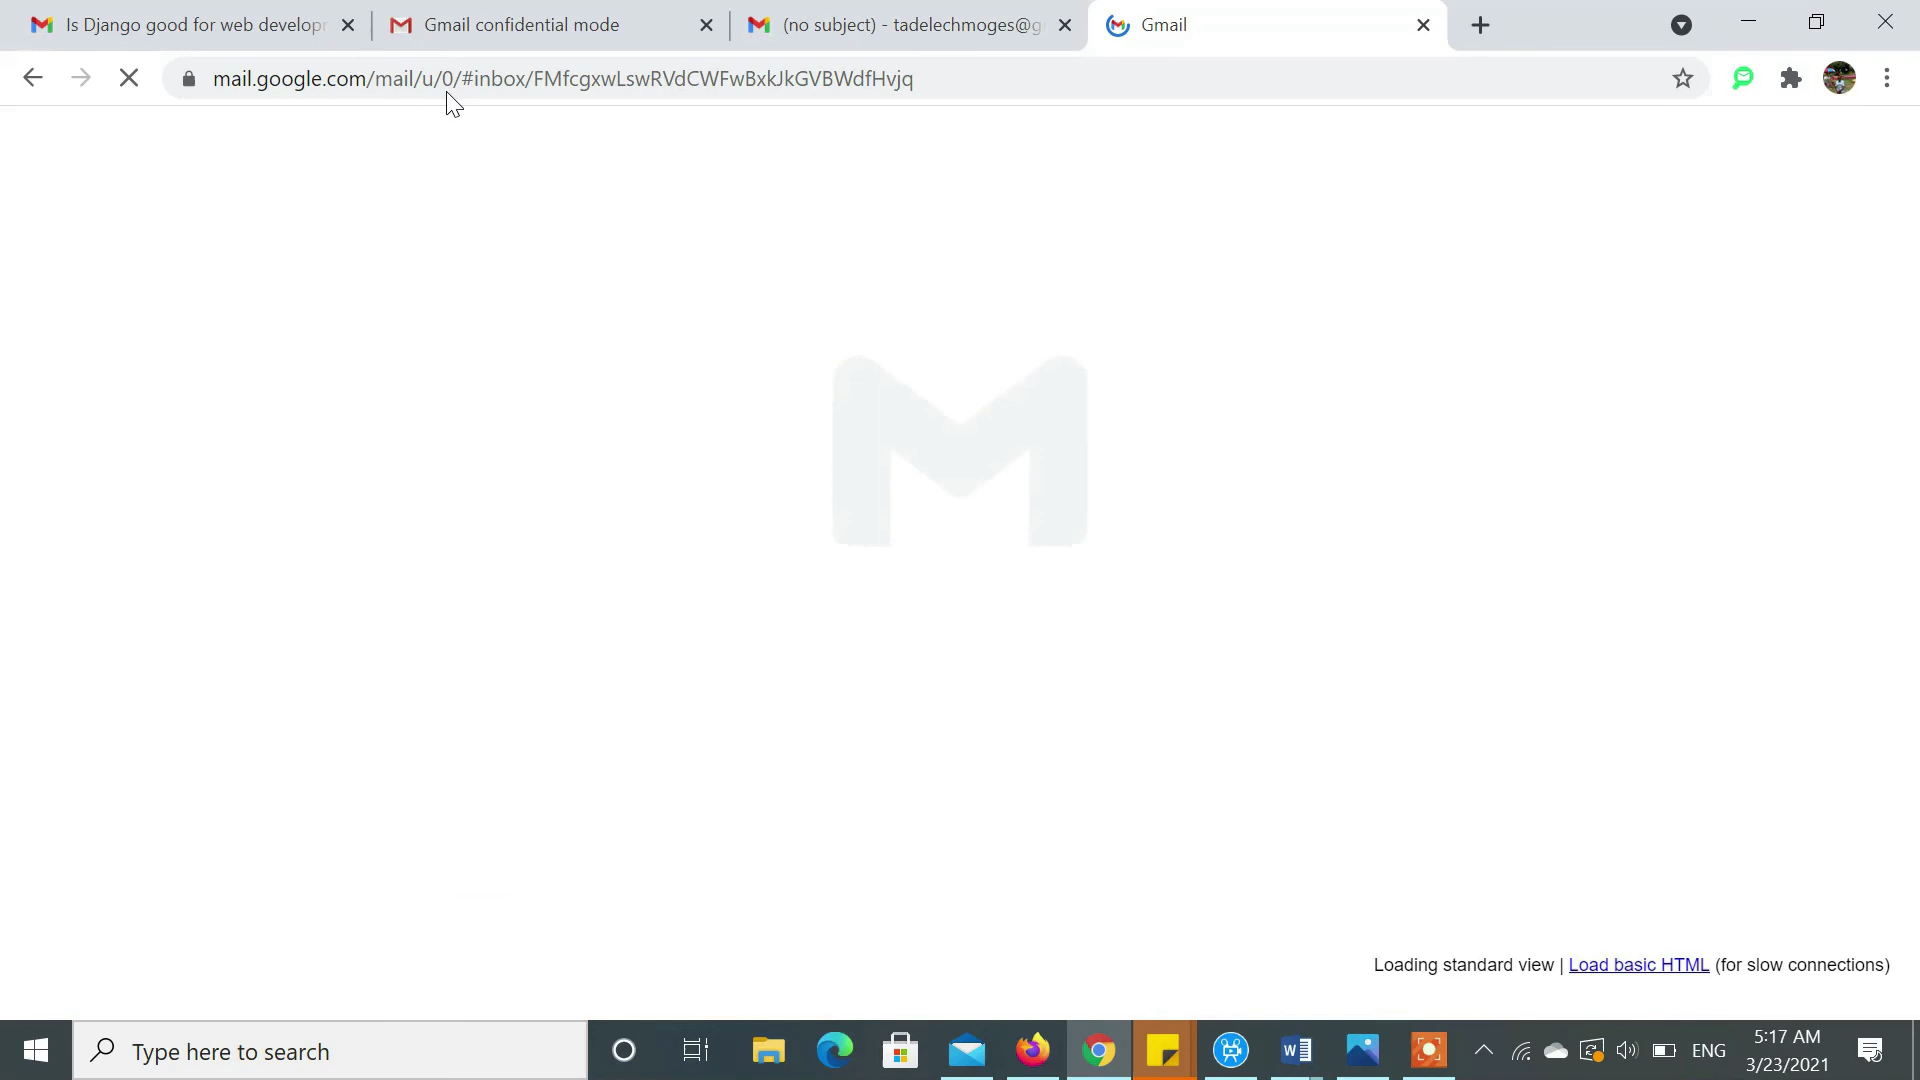 Is Django good for web develop
Gmail confidential mode
(no subject) - tadelechmoges@g
Gmail
mail.google.com/mail/u/0/#inbox/FMfcgxwLswRVdCWFwBxkJkGVBWdfHvjq
Loading standard view | Load basic HTML (for slow connections)
Type here to search
ENG
5:17 AM
3/23/2021